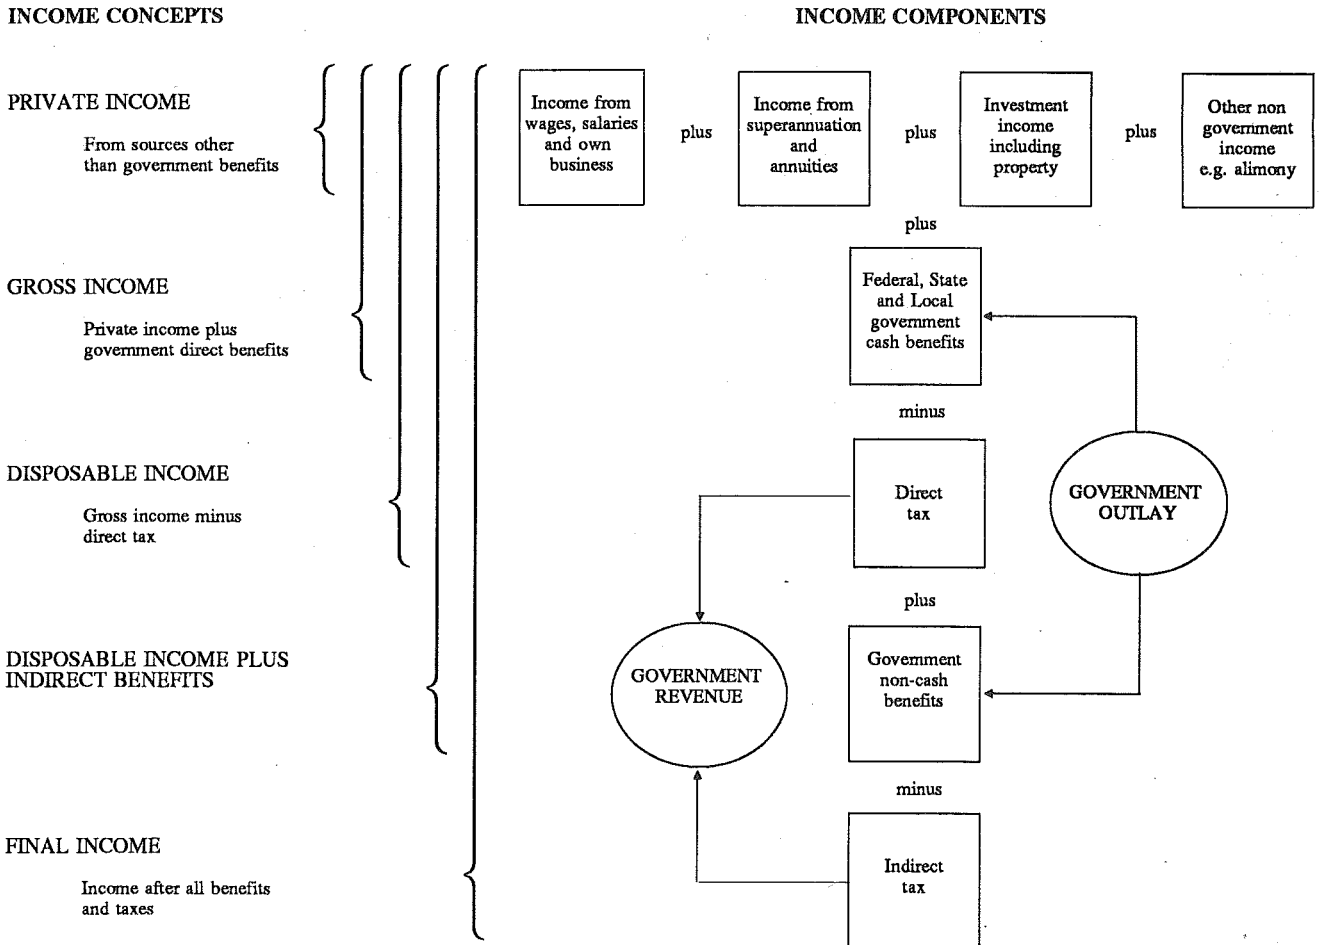 INCOME CONCEPTS
INCOME COMPONENTS
PRIVATE INCOME
From sources other
than government benefits
Income from
wages, salaries
and own
business
plus
Income from
superannuation
and
annuities
plus
Investment
income
including
property
plus
Other non
government
income
e.g. alimony
plus
GROSS INCOME
Private income plus
government direct benefits
Federal, State
and Local
government
cash benefits
minus
DISPOSABLE INCOME
Gross income minus
direct tax
Direct
tax
GOVERNMENT
OUTLAY
plus
DISPOSABLE INCOME PLUS
INDIRECT BENEFITS
GOVERNMENT
REVENUE
Government
non-cash
benefits
minus
FINAL INCOME
Income after all benefits
and taxes
Indirect
tax